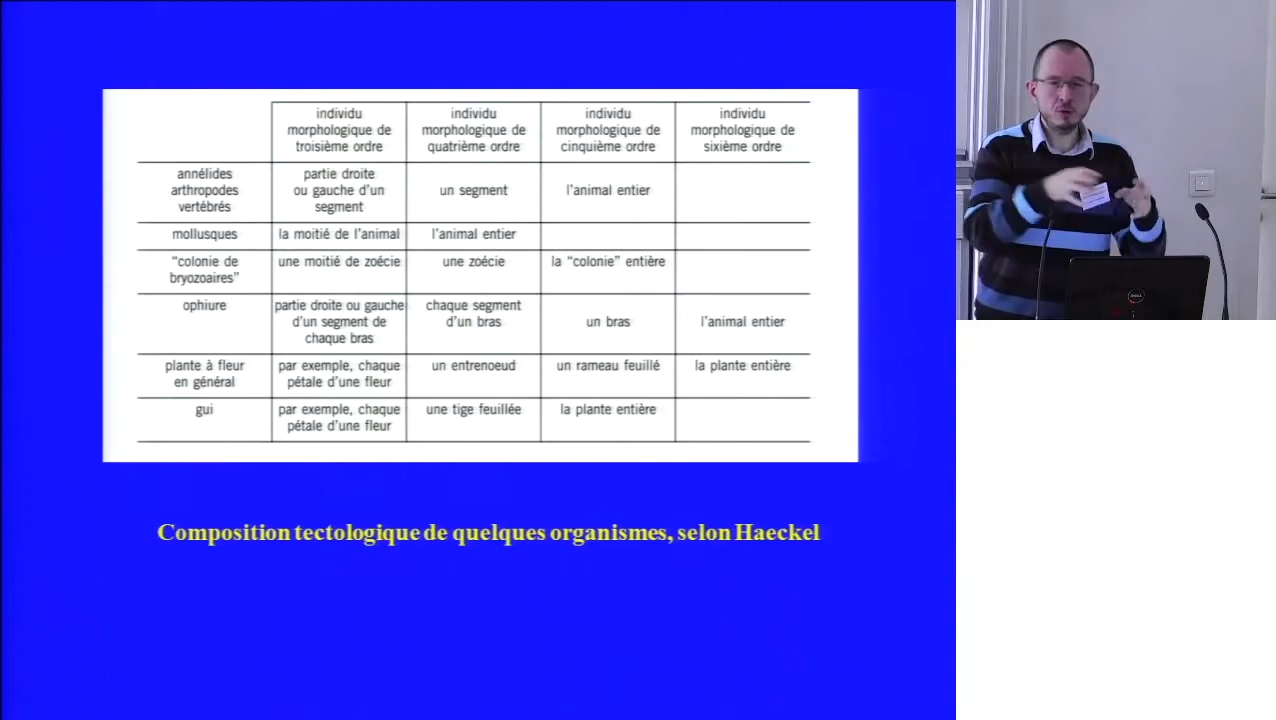 individu
morphologique de
troisième ordre
individu
morphologique de
quatrième ordre
individu
morphologique de
cinquième ordre
individu
morphologique de
sixième ordre
annélides
arthropodes
vertébrés
partie droite
ou gauche d'un
segment
un segment
l'animal entier
mollusques
la moitié de l'animal
l'animal entier
"colonie de
bryozoaires"
une moitié de zoécie
une zoécie
la "colonie" entière
ophiure
partie droite ou gauche
d'un segment de
chaque bras
chaque segment
d'un bras
un bras
l'animal entier
plante à fleur
en général
par exemple, chaque
pétale d'une fleur
un entrenoeud
un rameau feuillé
la plante entière
gui
par exemple, chaque
pétale d'une fleur
une tige feuillée
la plante entière
Composition tectologique de quelques organismes, selon Haeckel
DELL